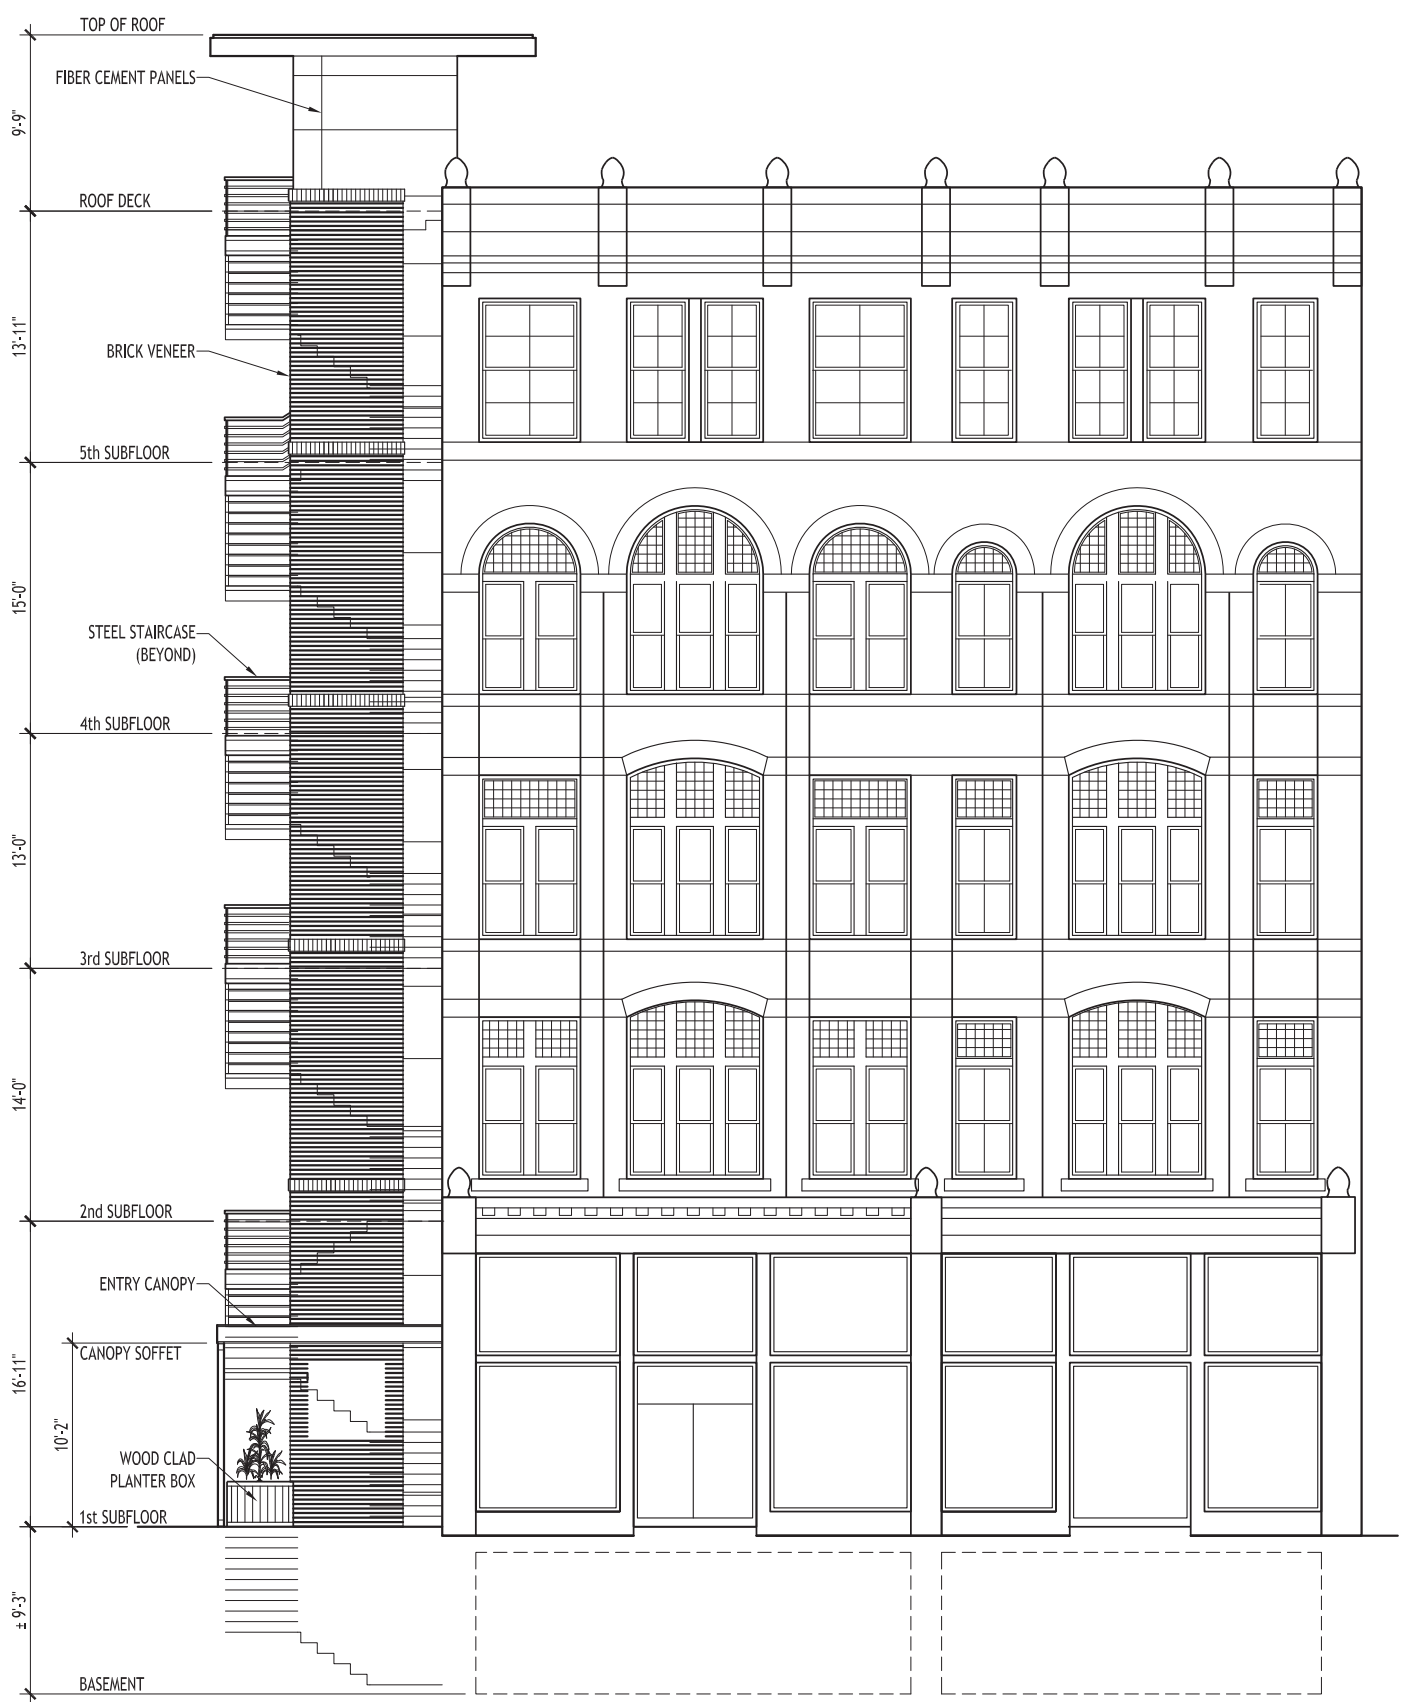 TOP OF ROOF
FIBER CEMENT PANELS
9'-9"
ROOF DECK
13'-11"
BRICK VENEER
5th SUBFLOOR
15'-0"
STEEL STAIRCASE
(BEYOND)
4th SUBFLOOR
13'-0"
3rd SUBFLOOR
14'-0"
2nd SUBFLOOR
ENTRY CANOPY
CANOPY SOFFET
16'-11"
10'-2"
WOOD CLAD
PLANTER BOX
1st SUBFLOOR
± 9'-3"
BASEMENT